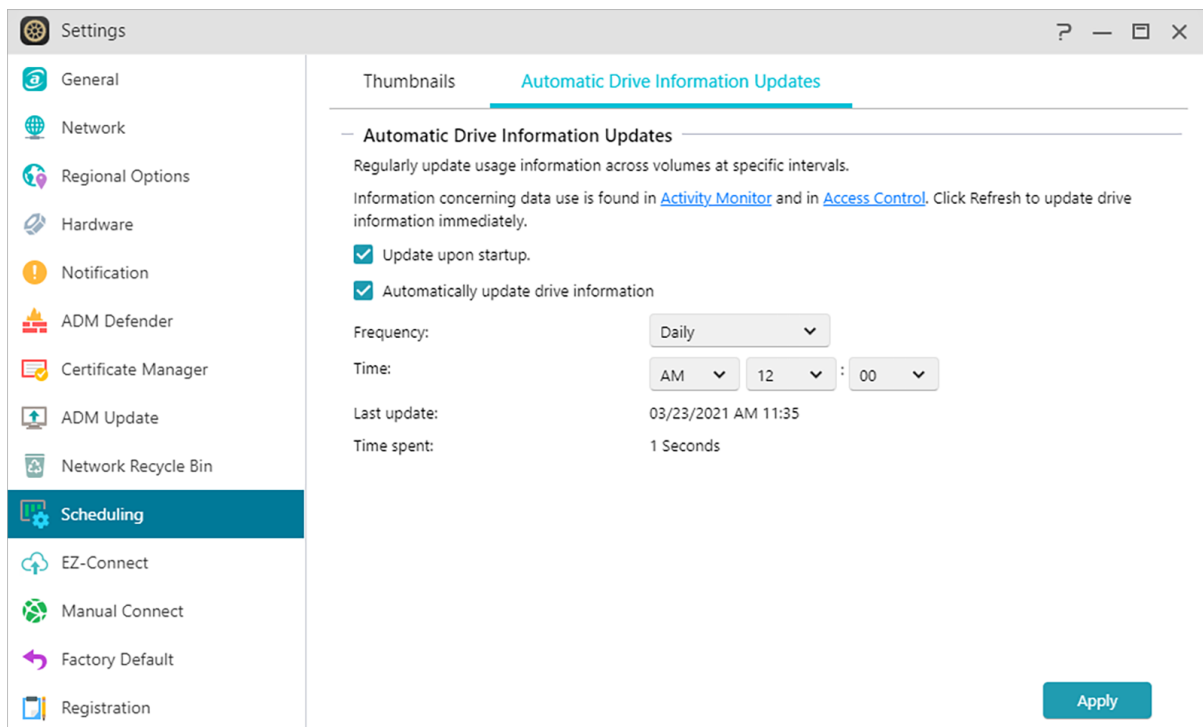 Settings
General
Network
Regional Options
Hardware
Notification
ADM Defender
Certificate Manager
ADM Update
Network Recycle Bin
Scheduling
EZ-Connect
Manual Connect
Factory Default
Registration
Thumbnails
Automatic Drive Information Updates
Automatic Drive Information Updates
Regularly update usage information across volumes at specific intervals.
Information concerning data use is found in Activity Monitor and in Access Control. Click Refresh to update drive
information immediately.
Update upon startup.
Automatically update drive information
Frequency: Daily
Time: AM 12 : 00
Last update: 03/23/2021 AM 11:35
Time spent: 1 Seconds
Apply